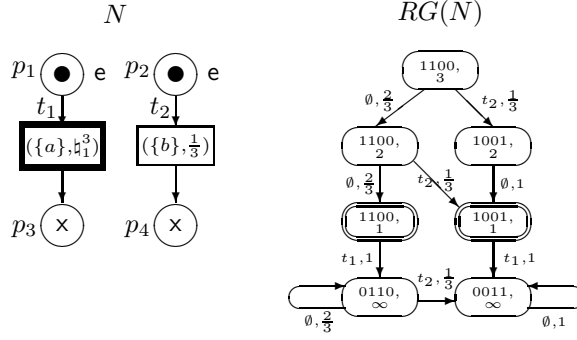 N
RG(N)
p₁ e p₂ e
t₁ t₂
({a},♮³₁) ({b},1/3)
p₃ x p₄ x
1100,
3
∅,2/3 t₂,1/3
1100,
2
1001,
2
∅,2/3 t₂,1/3 ∅,1
1100,
1
1001,
1
t₁,1 t₁,1
0110,
∞
t₂,1/3
0011,
∞
∅,2/3 ∅,1